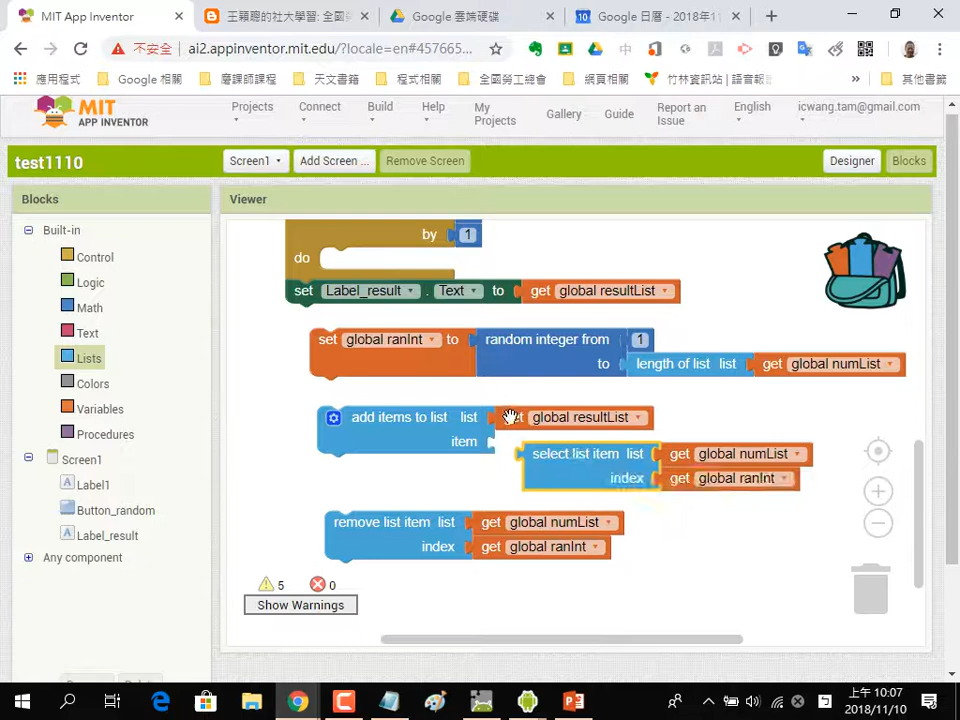 MIT App Inventor 2
王穎聰的社大學習: 全國
Google 雲端硬碟
10
Google 日曆 - 2018年11
不安全
ai2.appinventor.mit.edu/?locale=en#457665...
應用程式
Google 相關
磨課師課程
天文書籍
程式相關
全國勞工總會
網頁相關
竹林資訊站 | 語音報
»
其他書籤
MIT
APP INVENTOR
Projects
Connect
Build
Help
My Projects
Gallery
Guide
Report an Issue
English
icwang.tam@gmail.com
test1110
Screen1
Add Screen ...
Remove Screen
Designer
Blocks
Blocks
Viewer
Built-in
Control
Logic
Math
Text
Lists
Colors
Variables
Procedures
Screen1
Label1
Button_random
Label_result
Any component
by 1
do
set Label_result . Text to get global resultList
set global ranInt to random integer from 1
to length of list list get global numList
add items to list list get global resultList
item
select list item list get global numList
index get global ranInt
remove list item list get global numList
index get global ranInt
5
0
Show Warnings
上午 10:07
2018/11/10